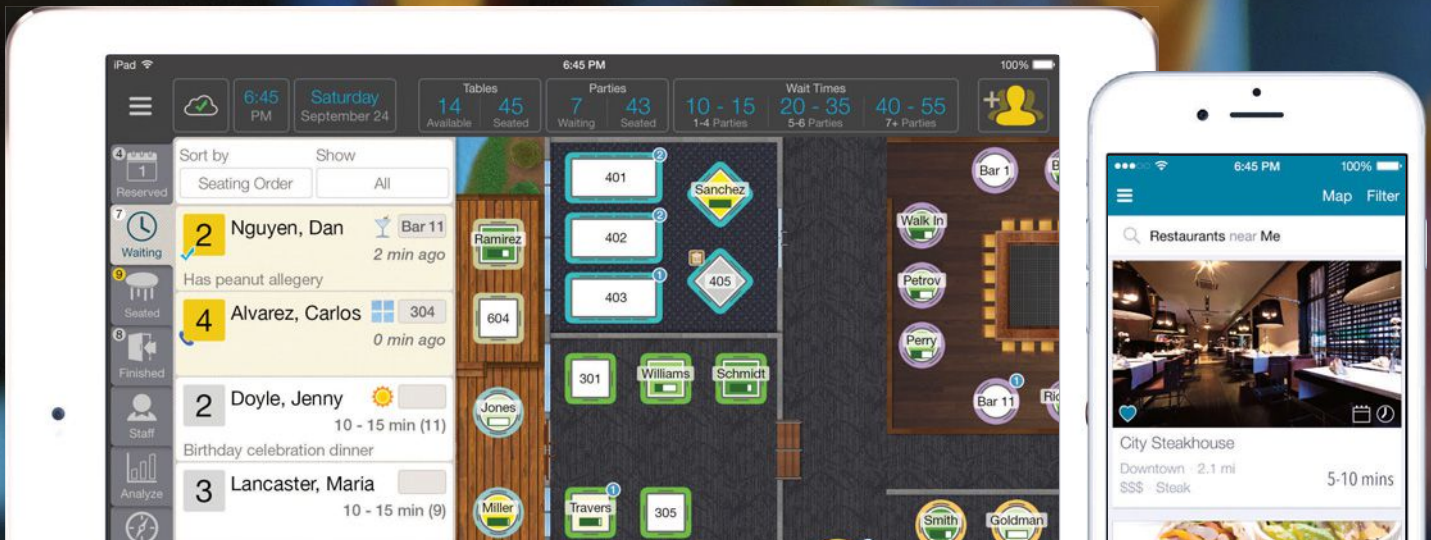 iPad
6:45 PM
100%
6:45
PM
Saturday
September 24
Tables
14 45
Available Seated
Parties
7 43
Waiting Seated
Wait Times
10 - 15 20 - 35 40 - 55
1-4 Parties 5-6 Parties 7+ Parties
+
4
1
Reserved
7
Waiting
9
Seated
8
Finished
Staff
Analyze
Sort by Show
Seating Order All
2 Nguyen, Dan Bar 11
2 min ago
Has peanut allegery
4 Alvarez, Carlos 304
0 min ago
2 Doyle, Jenny
10 - 15 min (11)
Birthday celebration dinner
3 Lancaster, Maria
10 - 15 min (9)
Ramirez
604
Jones
Miller
401 2
402 2
403 1
Sanchez
405
301
Williams
Schmidt
Travers 1
305
Bar 1
B
Walk In
Petrov
Perry
Bar 11 1
Ric
Smith
Goldman
6:45 PM
100%
Map Filter
Restaurants near Me
City Steakhouse
Downtown · 2.1 mi
$$$ · Steak
5-10 mins